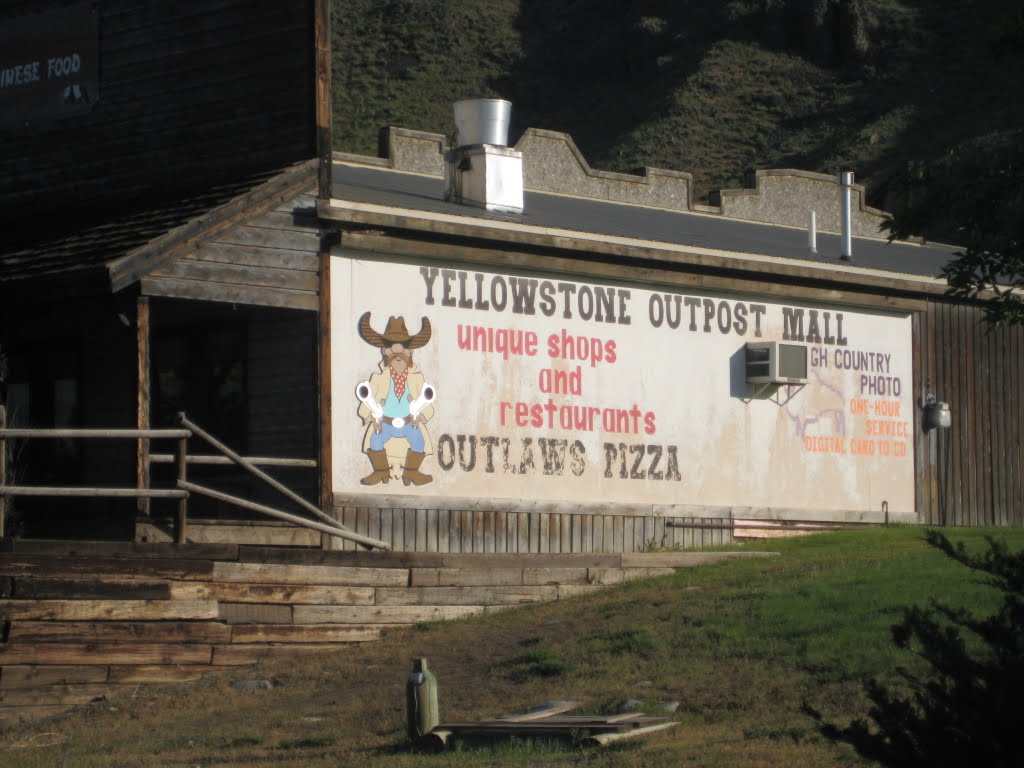 FOOD
YELLOWSTONE OUTPOST MALL
unique shops
and
restaurants
OUTLAWS PIZZA
GH COUNTRY
PHOTO
ONE-HOUR
SERVICE
DIGITAL CARD TO CD